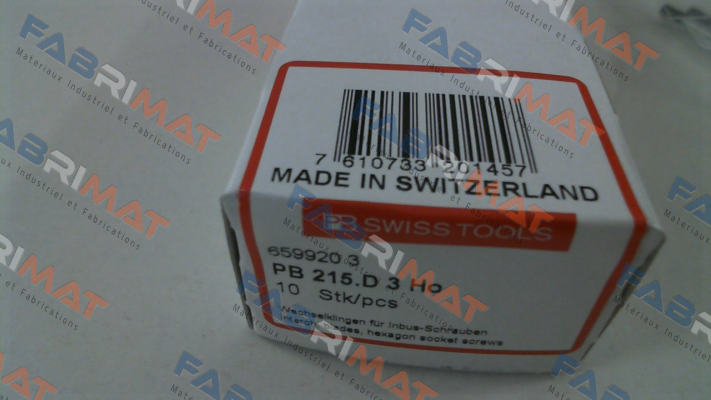 7 610733 201457
MADE IN SWITZERLAND
PB SWISS TOOLS
659920 3
PB 215.D 3 Ho
10 Stk/pcs
Wechselklingen für Inbus-Schrauben
hexagon socket screws
FABRIMAT
Materiaux Industriel et Fabrications